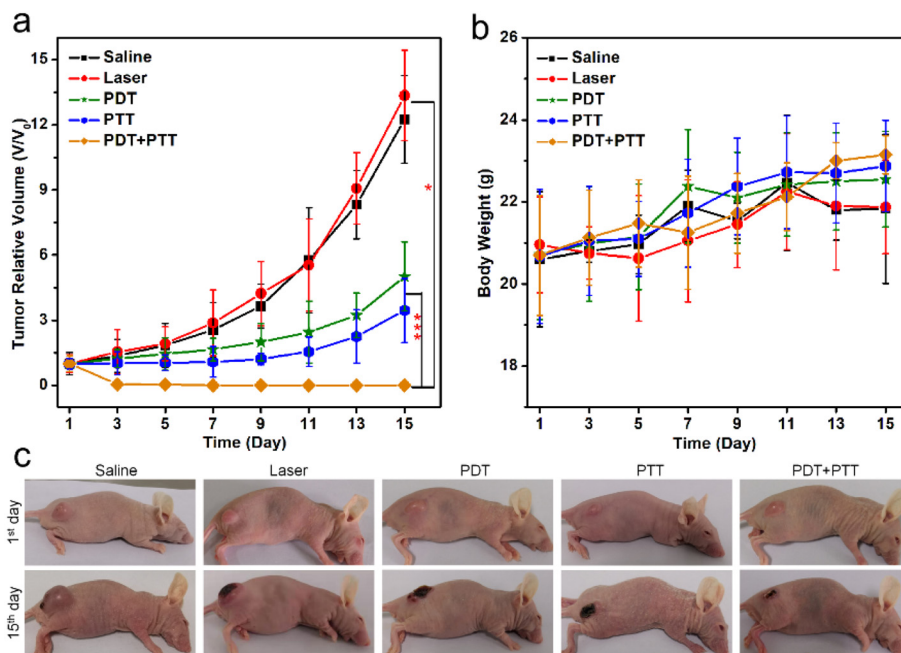 a
Tumor Relative Volume (V/V₀)
15
12
9
6
3
0
Saline
Laser
PDT
PTT
PDT+PTT
*
***
1 3 5 7 9 11 13 15
Time (Day)
b
Body Weight (g)
26
24
22
20
18
Saline
Laser
PDT
PTT
PDT+PTT
1 3 5 7 9 11 13 15
Time (Day)
c
Saline Laser PDT PTT PDT+PTT
1st day
15th day